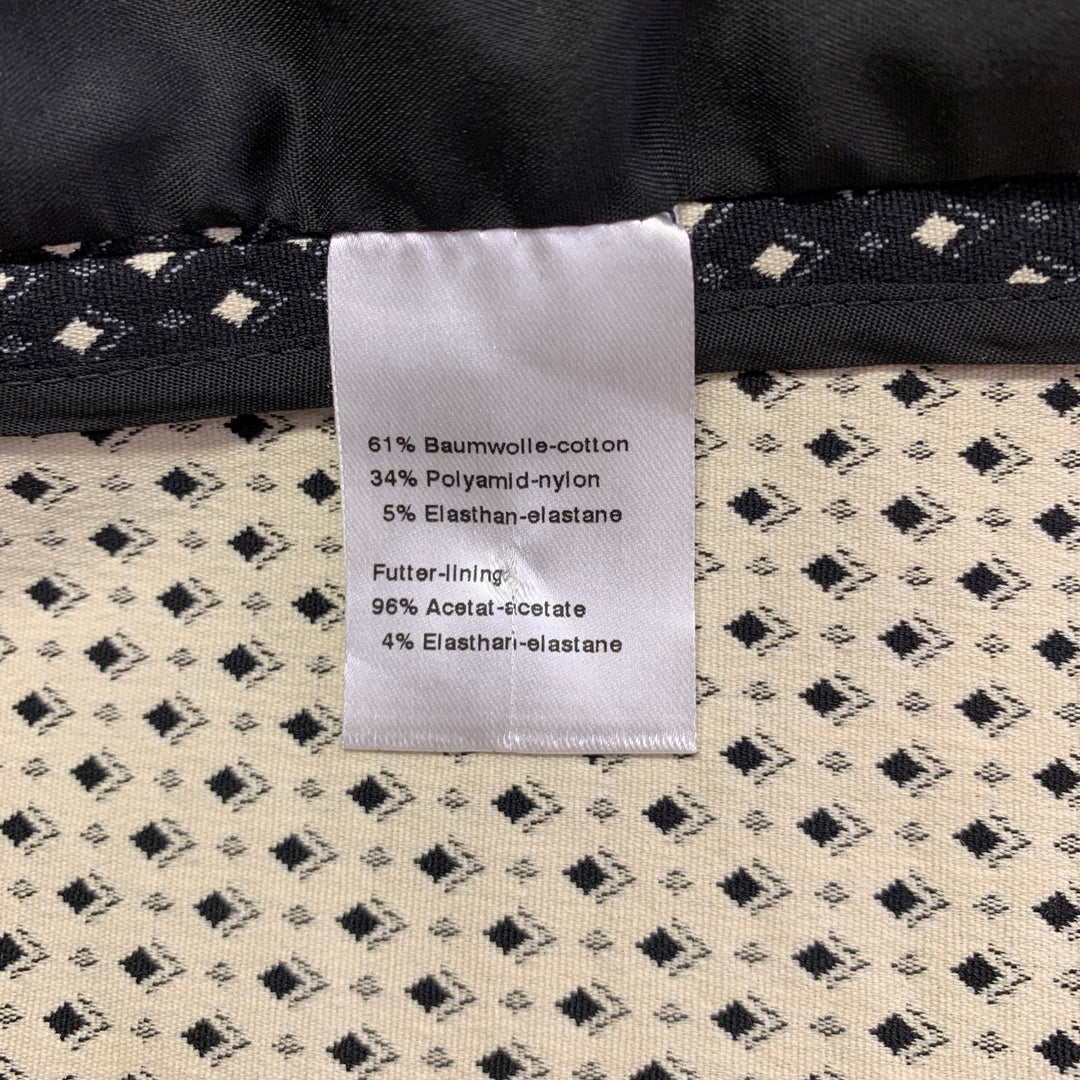 61% Baumwolle-cotton
34% Polyamid-nylon
5% Elasthan-elastane
Futter-lining
96% Acetat-acetate
4% Elasthan-elastane